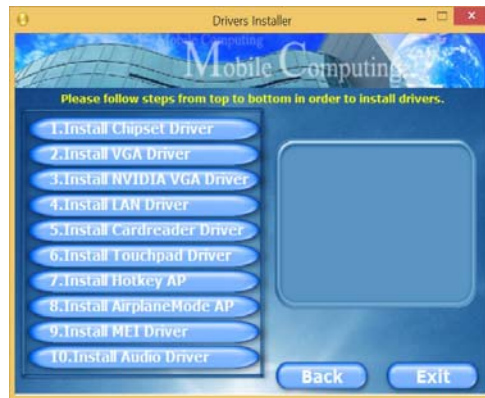 Drivers Installer
Mobile Computing
Mobile Computing
Please follow steps from top to bottom in order to install drivers.
1.Install Chipset Driver
2.Install VGA Driver
3.Install NVIDIA VGA Driver
4.Install LAN Driver
5.Install Cardreader Driver
6.Install Touchpad Driver
7.Install Hotkey AP
8.Install AirplaneMode AP
9.Install MEI Driver
10.Install Audio Driver
Back
Exit